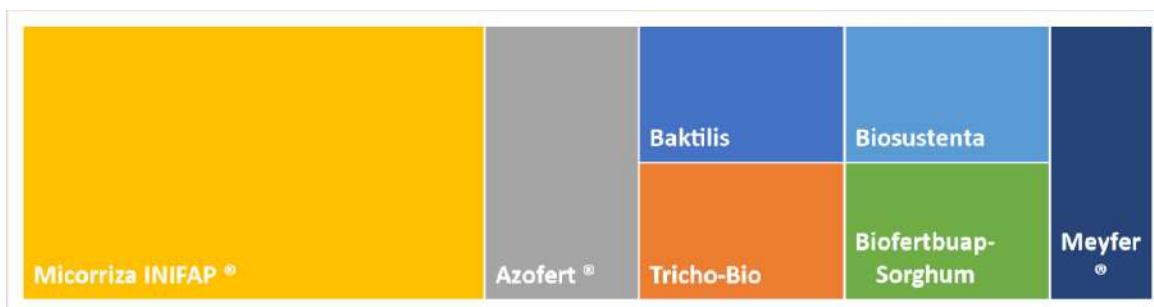 Baktilis
Biosustenta
Micorriza INIFAP ®
Azofert ®
Tricho-Bio
Biofertbuap-
Sorghum
Meyfer
®